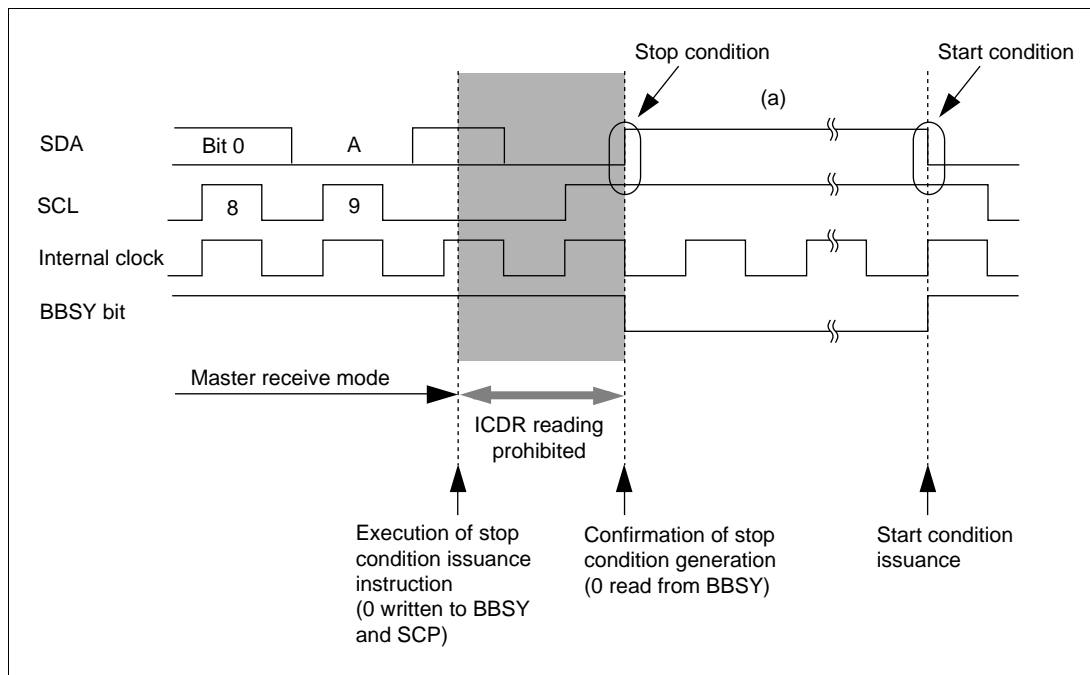 Stop condition
Start condition
(a)
SDA
Bit 0
A
SCL
8
9
Internal clock
BBSY bit
Master receive mode
ICDR reading
prohibited
Execution of stop
condition issuance
instruction
(0 written to BBSY
and SCP)
Confirmation of stop
condition generation
(0 read from BBSY)
Start condition
issuance